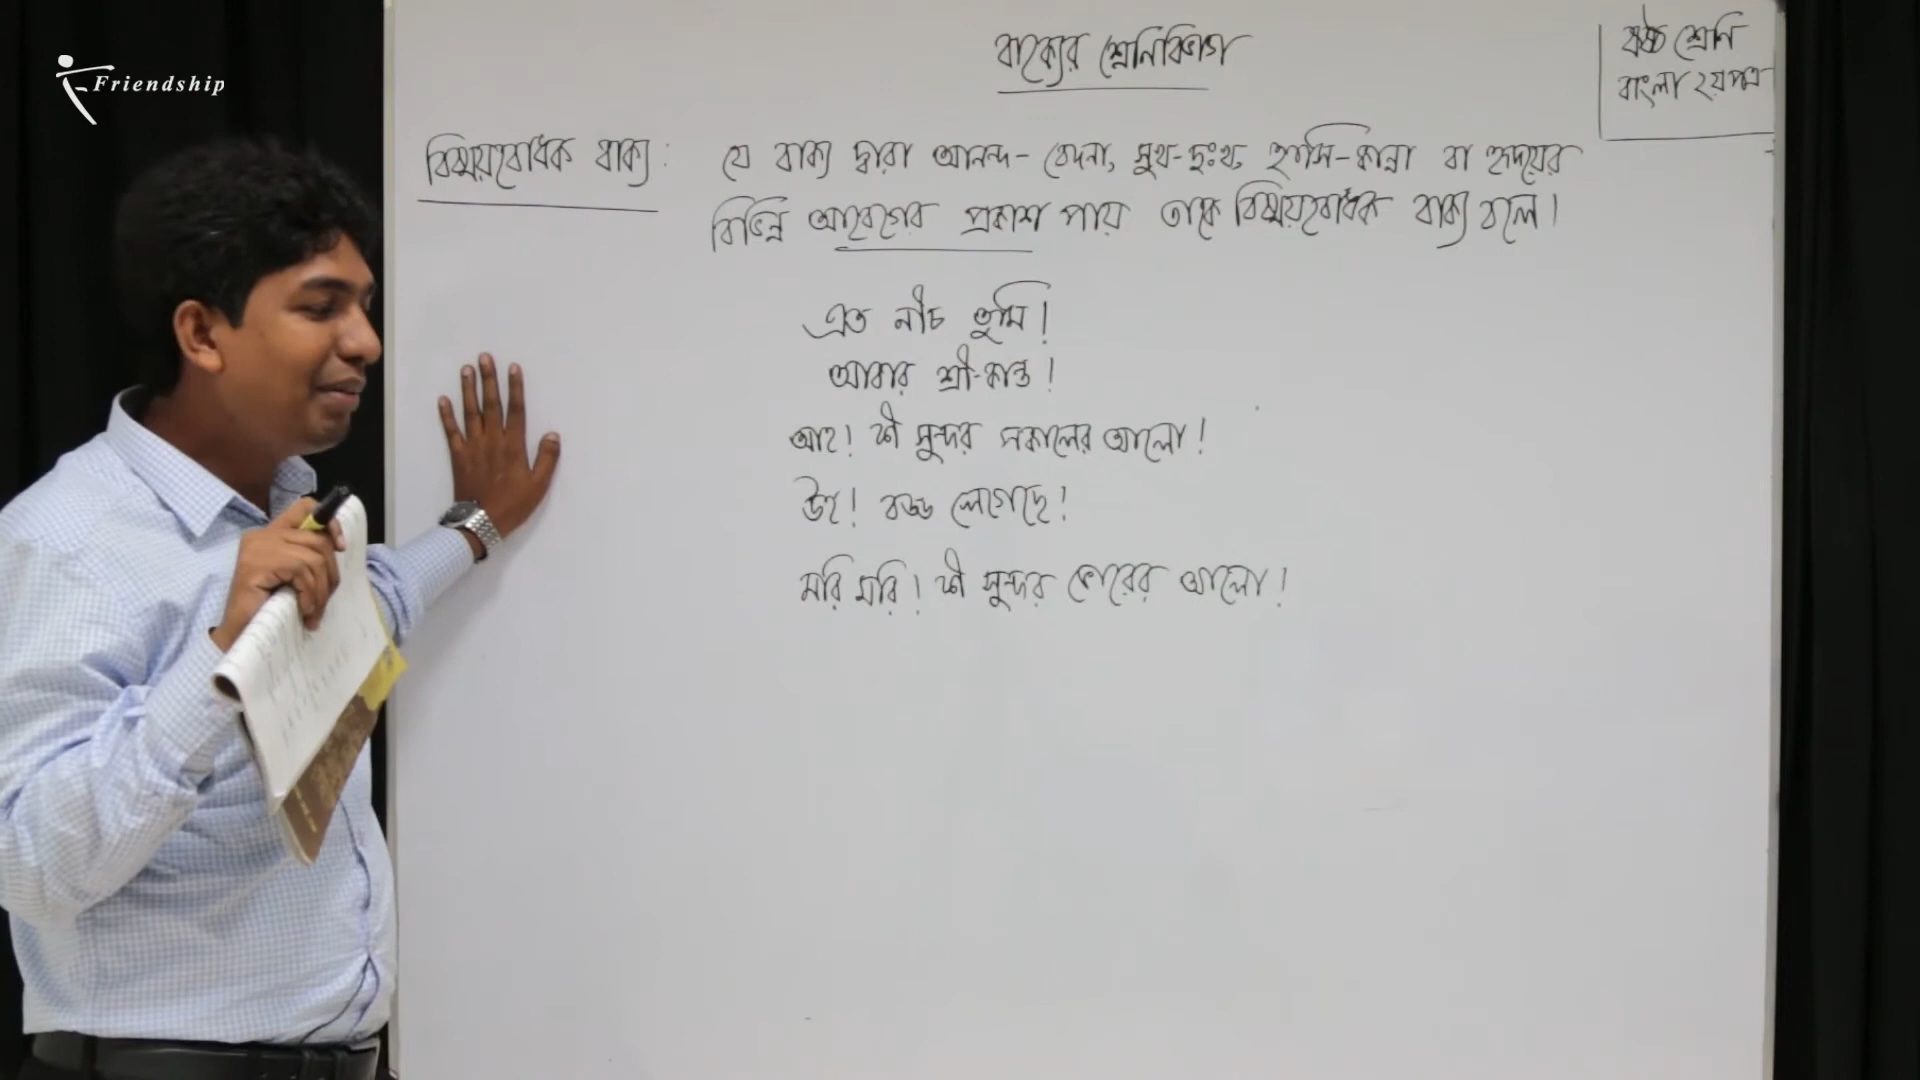 Friendship
বাক্যের শ্রেনিবিভাগ
ষষ্ঠ শ্রেণি
বাংলা ২য়পত্র
বিষ্ময়বোধক বাক্য : যে বাক্য দ্বারা আনন্দ-বেদনা, সুখ-দুঃখ, হাসি-কান্না বা হৃদয়ের
বিভিন্ন আবেগের প্রকাশ পায় তাকে বিষ্ময়বোধক বাক্য বলে।
এত নীচ তুমি!
আবার শ্রী-কান্ত!
আহ! কী সুন্দর সকালের আলো!
উহ! বড্ড লেগেছে!
মরি মরি! কী সুন্দর ভোরের আলো!